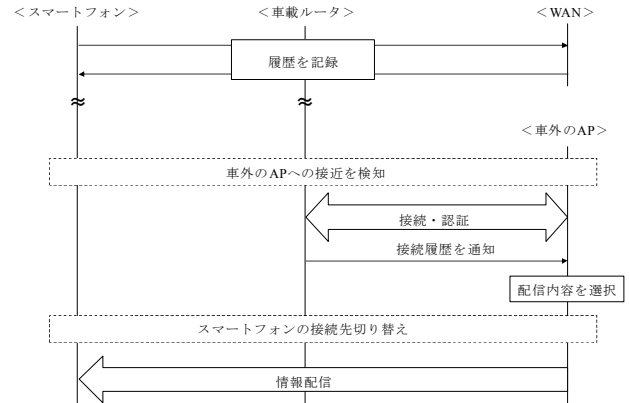 ＜スマートフォン＞
＜車載ルータ＞
＜WAN＞
履歴を記録
＜車外のAP＞
車外のAPへの接近を検知
接続・認証
接続履歴を通知
配信内容を選択
スマートフォンの接続先切り替え
情報配信